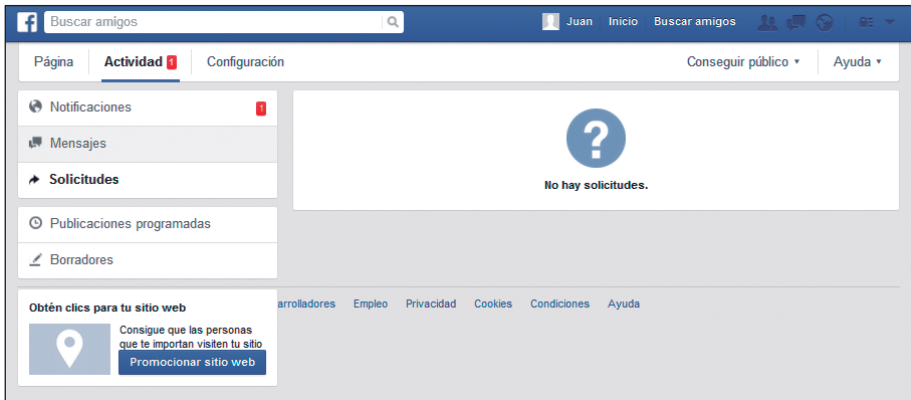 f Buscar amigos Juan Inicio Buscar amigos
Página Actividad 1 Configuración Conseguir público Ayuda
Notificaciones 1
Mensajes
Solicitudes
?
No hay solicitudes.
Publicaciones programadas
Borradores
arrolladores Empleo Privacidad Cookies Condiciones Ayuda
Obtén clics para tu sitio web
Consigue que las personas
que te importan visiten tu sitio
Promocionar sitio web